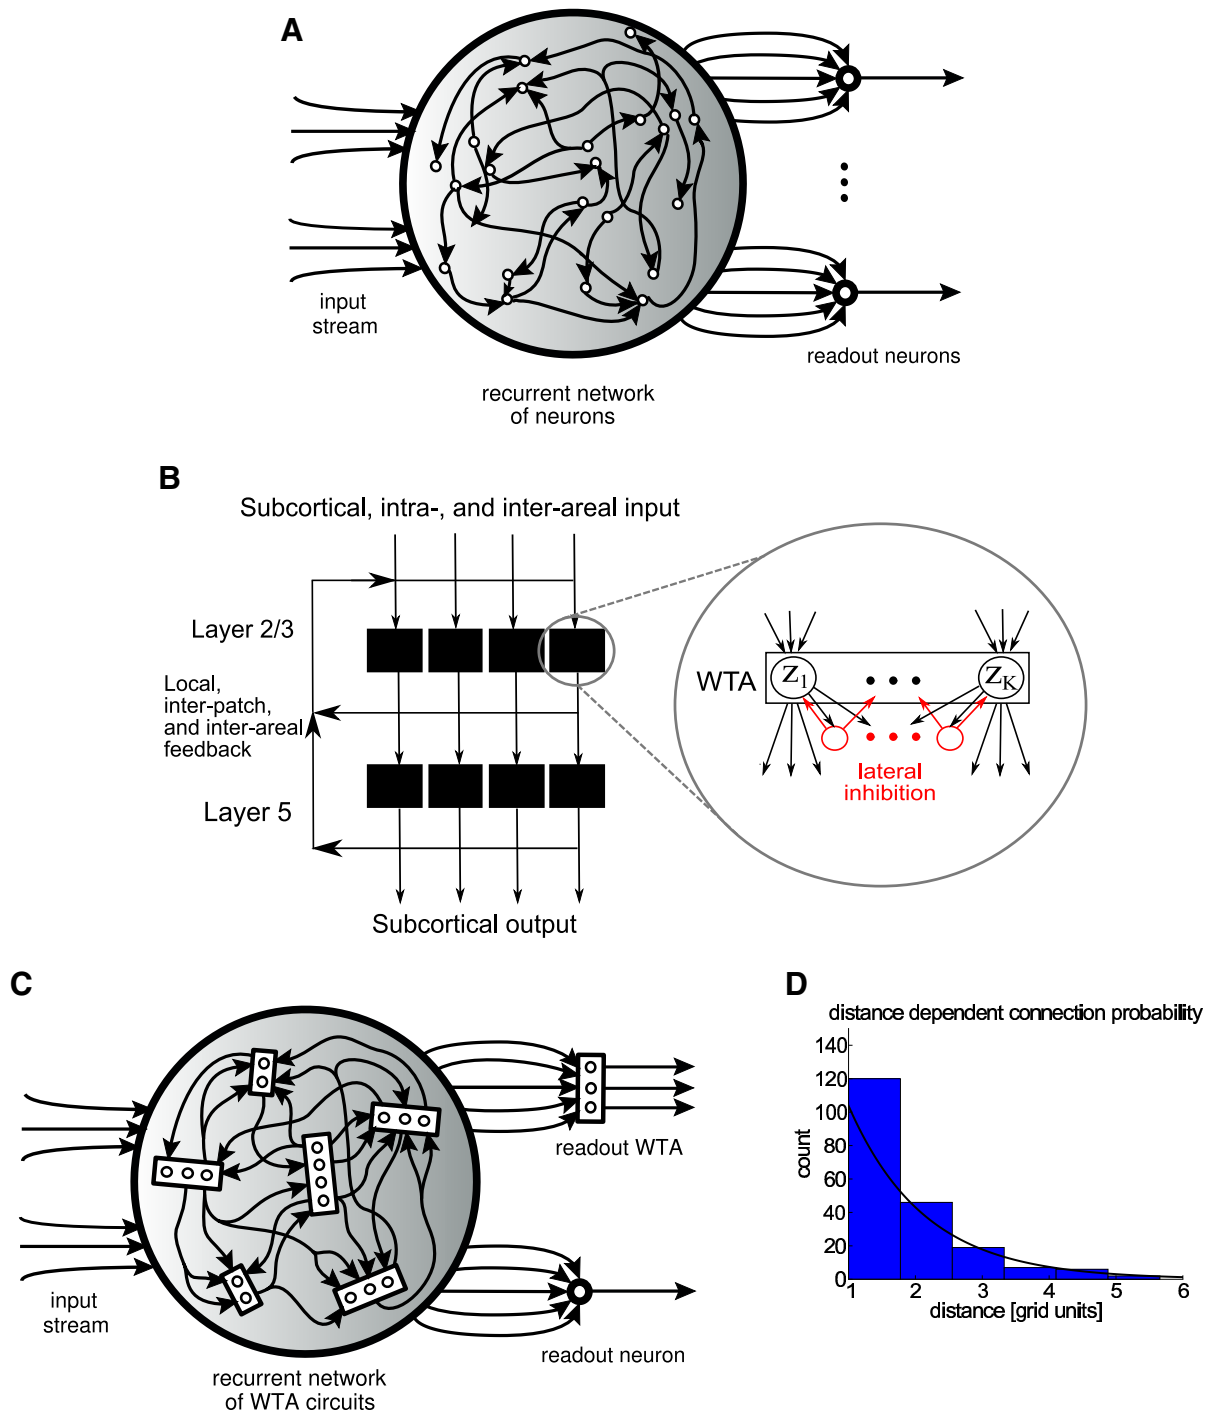 A
input
stream
readout neurons
recurrent network
of neurons
B
Subcortical, intra-, and inter-areal input
Layer 2/3
Local,
inter-patch,
and inter-areal
feedback
Layer 5
Subcortical output
WTA
z1
zK
lateral
inhibition
C
input
stream
readout WTA
readout neuron
recurrent network
of WTA circuits
D
distance dependent connection probability
count
140
120
100
80
60
40
20
0
1 2 3 4 5 6
distance [grid units]